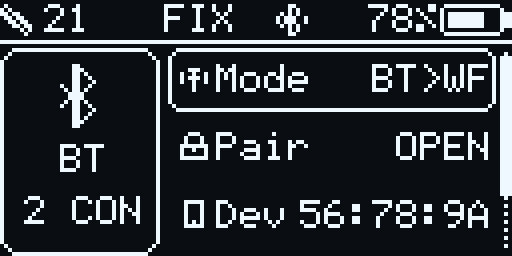 21 FIX 78%
BT
2 CON
Mode BT>WF
Pair OPEN
Dev 56:78:9A